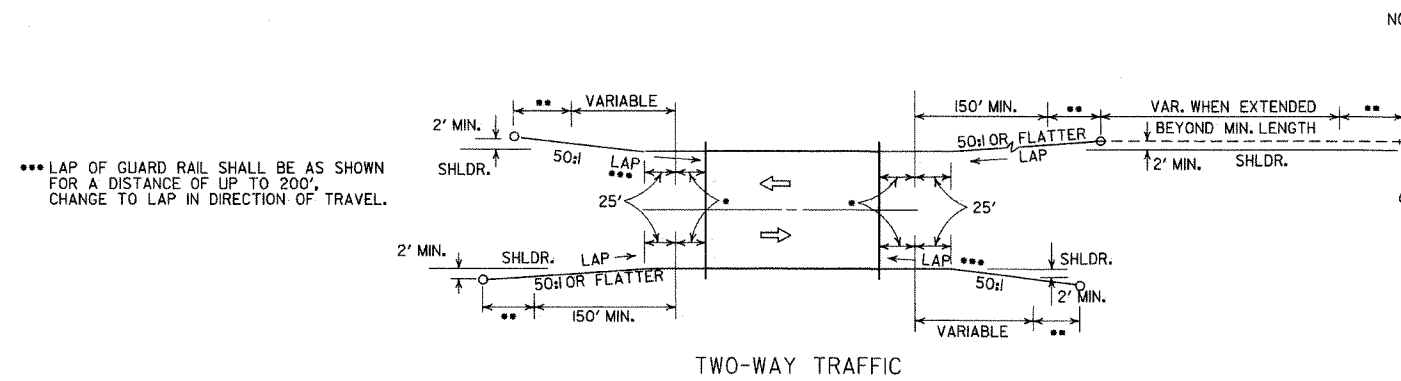 NO
** VARIABLE 150' MIN. ** VAR. WHEN EXTENDED **
BEYOND MIN. LENGTH
2' MIN. 50:1 OR FLATTER
SHLDR. 50:1 LAP LAP 2' MIN. SHLDR.
***
*** LAP OF GUARD RAIL SHALL BE AS SHOWN
FOR A DISTANCE OF UP TO 200',
CHANGE TO LAP IN DIRECTION OF TRAVEL.
25' * * 25'
2' MIN. SHLDR. LAP LAP *** SHLDR.
50:1 OR FLATTER 50:1 2' MIN.
** 150' MIN. VARIABLE **
TWO-WAY TRAFFIC